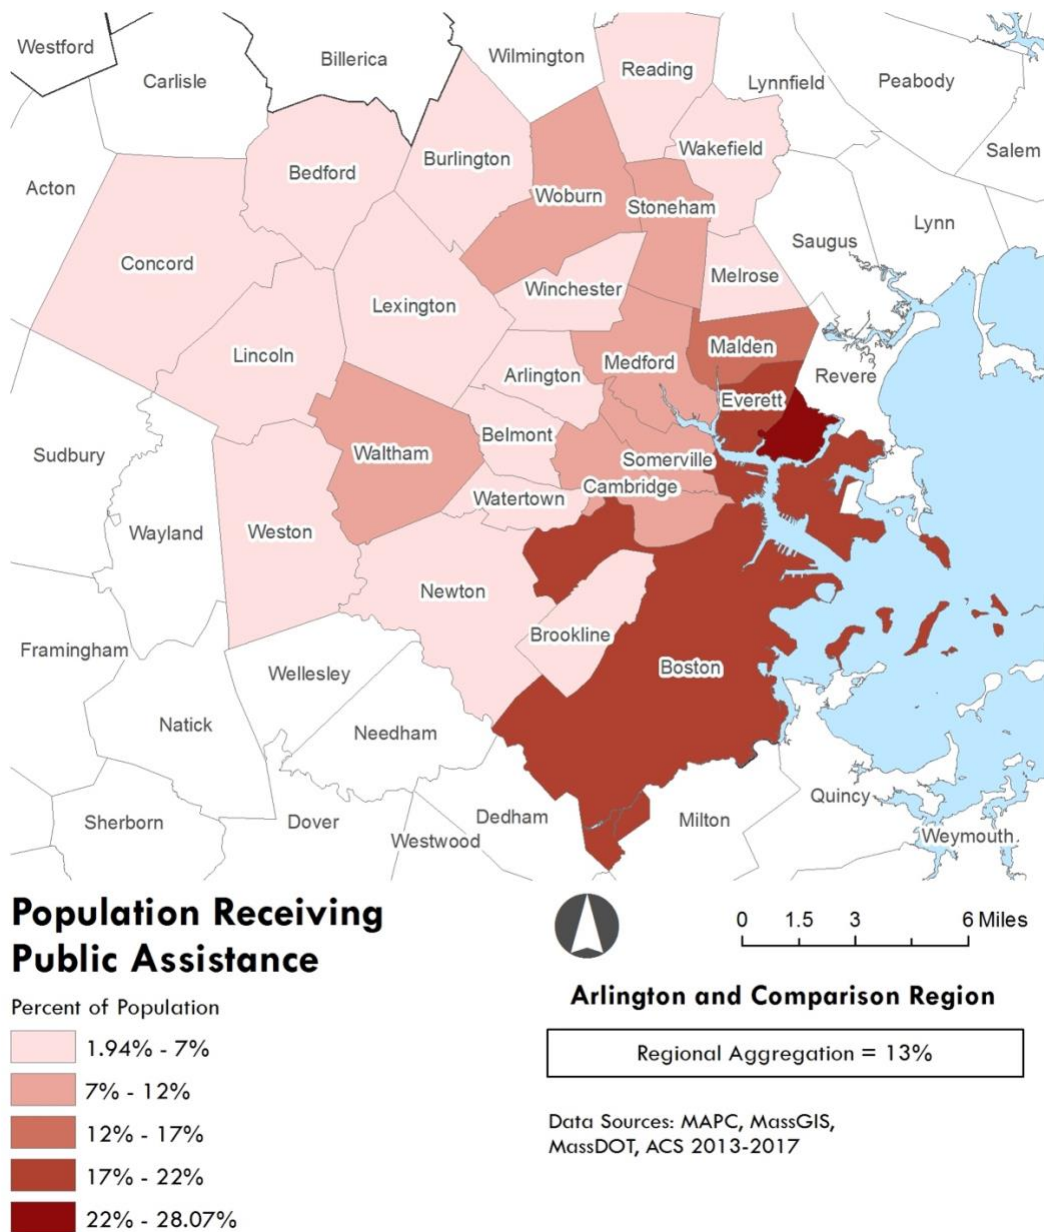 Westford
Carlisle
Billerica
Wilmington
Reading
Lynnfield
Peabody
Salem
Acton
Bedford
Burlington
Wakefield
Woburn
Stoneham
Lynn
Saugus
Concord
Lexington
Winchester
Melrose
Lincoln
Arlington
Medford
Malden
Revere
Everett
Sudbury
Waltham
Belmont
Somerville
Cambridge
Watertown
Wayland
Weston
Newton
Brookline
Boston
Framingham
Wellesley
Natick
Needham
Quincy
Sherborn
Dover
Dedham
Milton
Westwood
Weymouth
Population Receiving
Public Assistance
Percent of Population
1.94% - 7%
7% - 12%
12% - 17%
17% - 22%
22% - 28.07%
0 1.5 3 6 Miles
Arlington and Comparison Region
Regional Aggregation = 13%
Data Sources: MAPC, MassGIS,
MassDOT, ACS 2013-2017